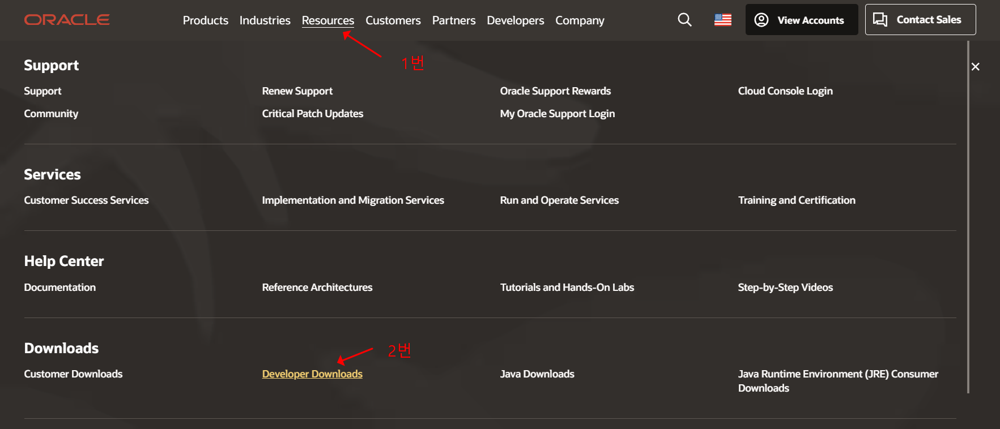 ORACLE
Products Industries Resources Customers Partners Developers Company
View Accounts
Contact Sales
1번
Support
Support Renew Support Oracle Support Rewards Cloud Console Login
Community Critical Patch Updates My Oracle Support Login
Services
Customer Success Services Implementation and Migration Services Run and Operate Services Training and Certification
Help Center
Documentation Reference Architectures Tutorials and Hands-On Labs Step-by-Step Videos
Downloads
2번
Customer Downloads Developer Downloads Java Downloads Java Runtime Environment (JRE) Consumer
Downloads